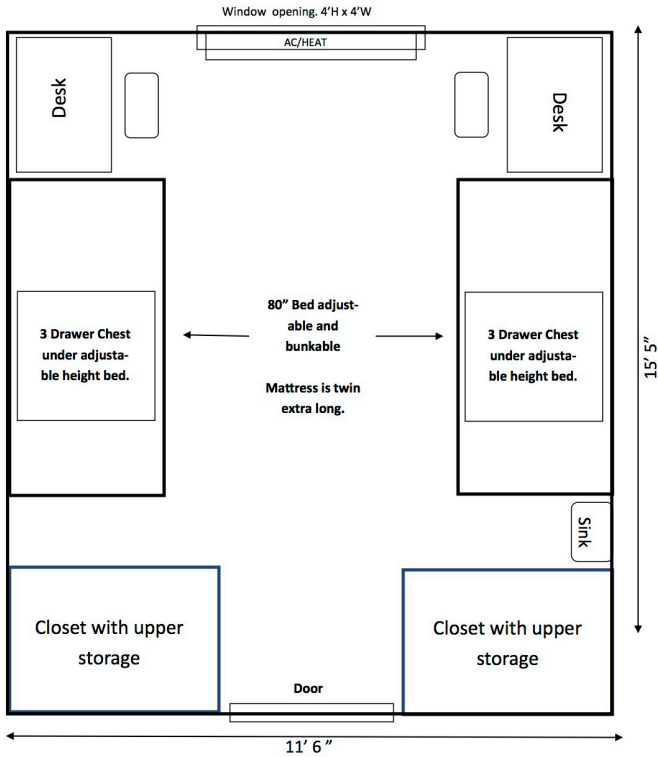 Window opening. 4’H x 4’W
AC/HEAT
Desk
Desk
80” Bed adjust-
able and
bunkable
Mattress is twin
extra long.
3 Drawer Chest
under adjusta-
ble height bed.
3 Drawer Chest
under adjusta-
ble height bed.
15’ 5”
Sink
Closet with upper
storage
Closet with upper
storage
Door
11’ 6 ”